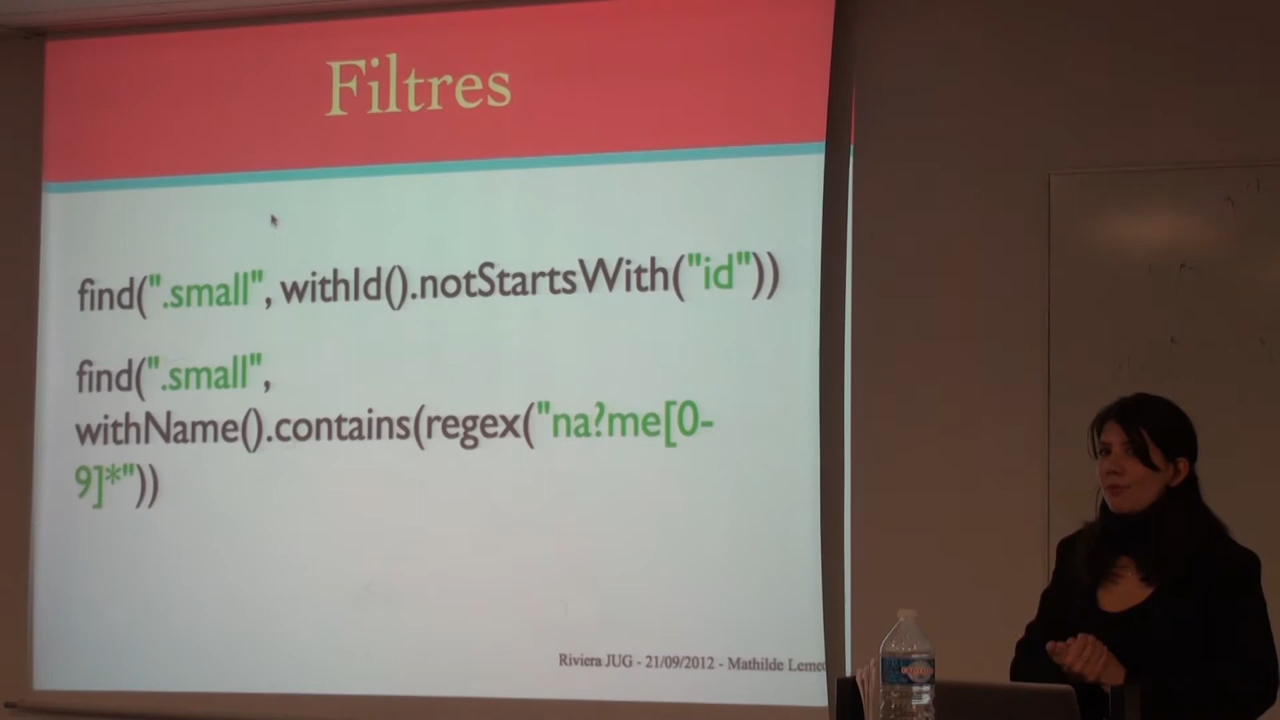 Filtres
find(".small", withId().notStartsWith("id"))
find(".small",
withName().contains(regex("na?me[0-
9]*"))
Riviera JUG - 21/09/2012 - Mathilde